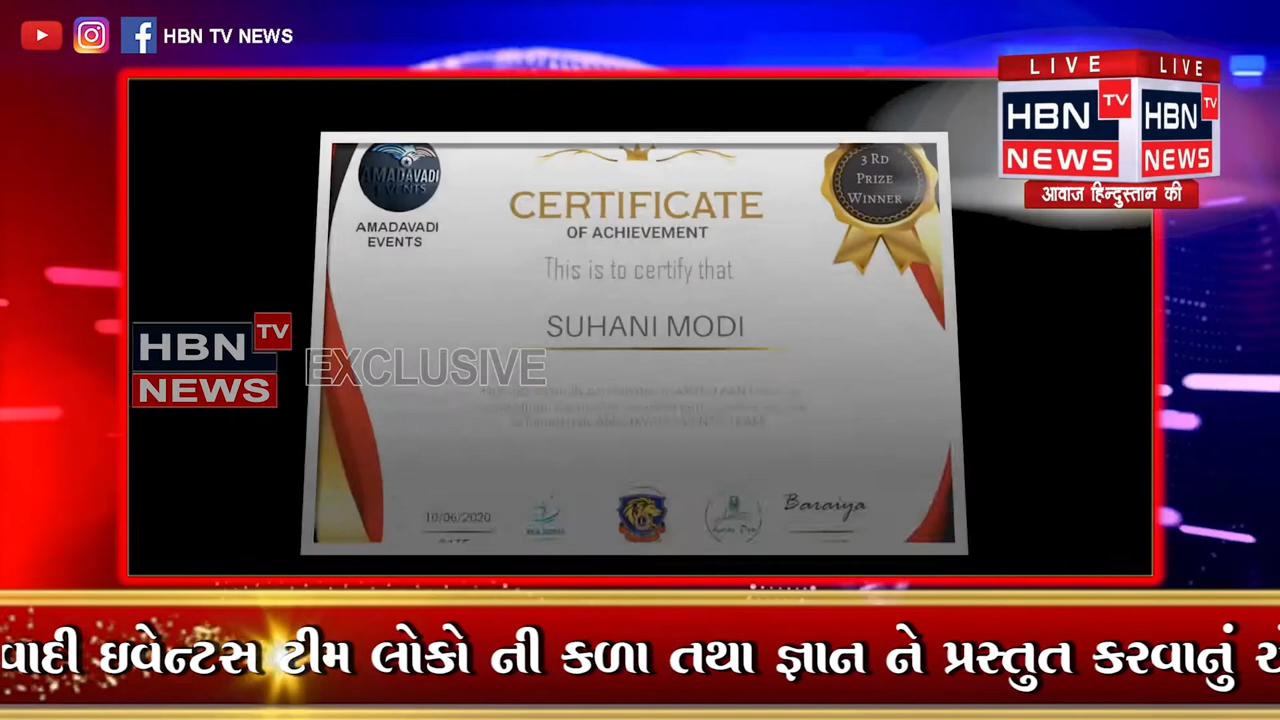 HBN TV NEWS
LIVE
LIVE
HBN TV
NEWS
HBN TV
NEWS
आवाज़ हिन्दुस्तान की
AMADAVADI
EVENTS
AMADAVADI
EVENTS
CERTIFICATE
OF ACHIEVEMENT
This is to certify that
SUHANI MODI
3 RD
PRIZE
WINNER
HBN TV
NEWS
EXCLUSIVE
10/06/2020
Baraiya
વાદી ઇવેન્ટસ ટીમ લોકો ની કળા તથા જ્ઞાન ને પ્રસ્તુત કરવાનું